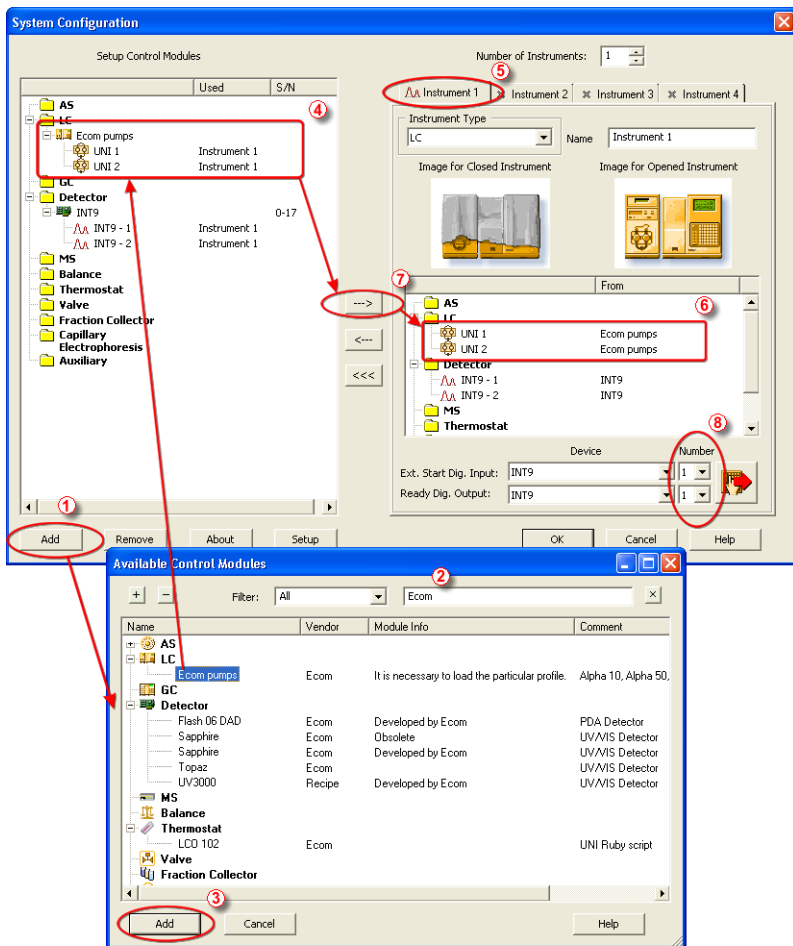 System Configuration
Setup Control Modules
Number of Instruments: 1
Used S/N
④
AS
LC
Ecom pumps
UNI 1 Instrument 1
UNI 2 Instrument 1
GC
Detector
INT9 0-17
INT9 - 1 Instrument 1
INT9 - 2 Instrument 1
MS
Balance
Thermostat
Valve
Fraction Collector
Capillary
Electrophoresis
Auxiliary
--->
<---
<<<
⑤
Instrument 1 Instrument 2 Instrument 3 Instrument 4
Instrument Type
LC Name Instrument 1
Image for Closed Instrument Image for Opened Instrument
⑦
From
⑥
AS
LC
UNI 1 Ecom pumps
UNI 2 Ecom pumps
Detector
INT9 - 1 INT9
INT9 - 2 INT9
MS
Thermostat
⑧
Device Number
Ext. Start Dig. Input: INT9 1
Ready Dig. Output: INT9 1
①
Add Remove About Setup OK Cancel Help
Available Control Modules
②
+ - Filter: All Ecom ×
Name Vendor Module Info Comment
AS
LC
Ecom pumps Ecom It is necessary to load the particular profile. Alpha 10, Alpha 50,
GC
Detector
Flash 06 DAD Ecom Developed by Ecom PDA Detector
Sapphire Ecom Obsolete UV/VIS Detector
Sapphire Ecom Developed by Ecom UV/VIS Detector
Topaz Ecom UV/VIS Detector
UV3000 Recipe Developed by Ecom UV/VIS Detector
MS
Balance
Thermostat
LCO 102 Ecom UNI Ruby script
Valve
Fraction Collector
③
Add Cancel Help